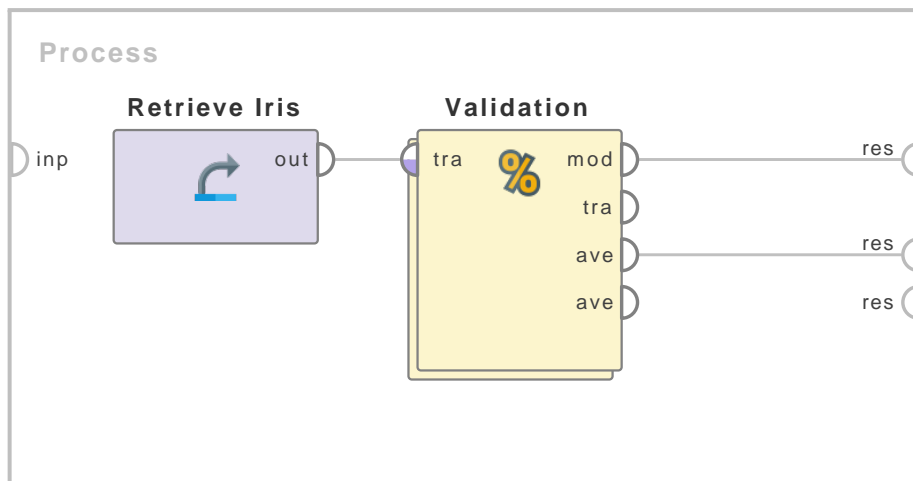 Process
Retrieve Iris
Validation
inp
out
tra
%
mod
res
tra
ave
res
ave
res